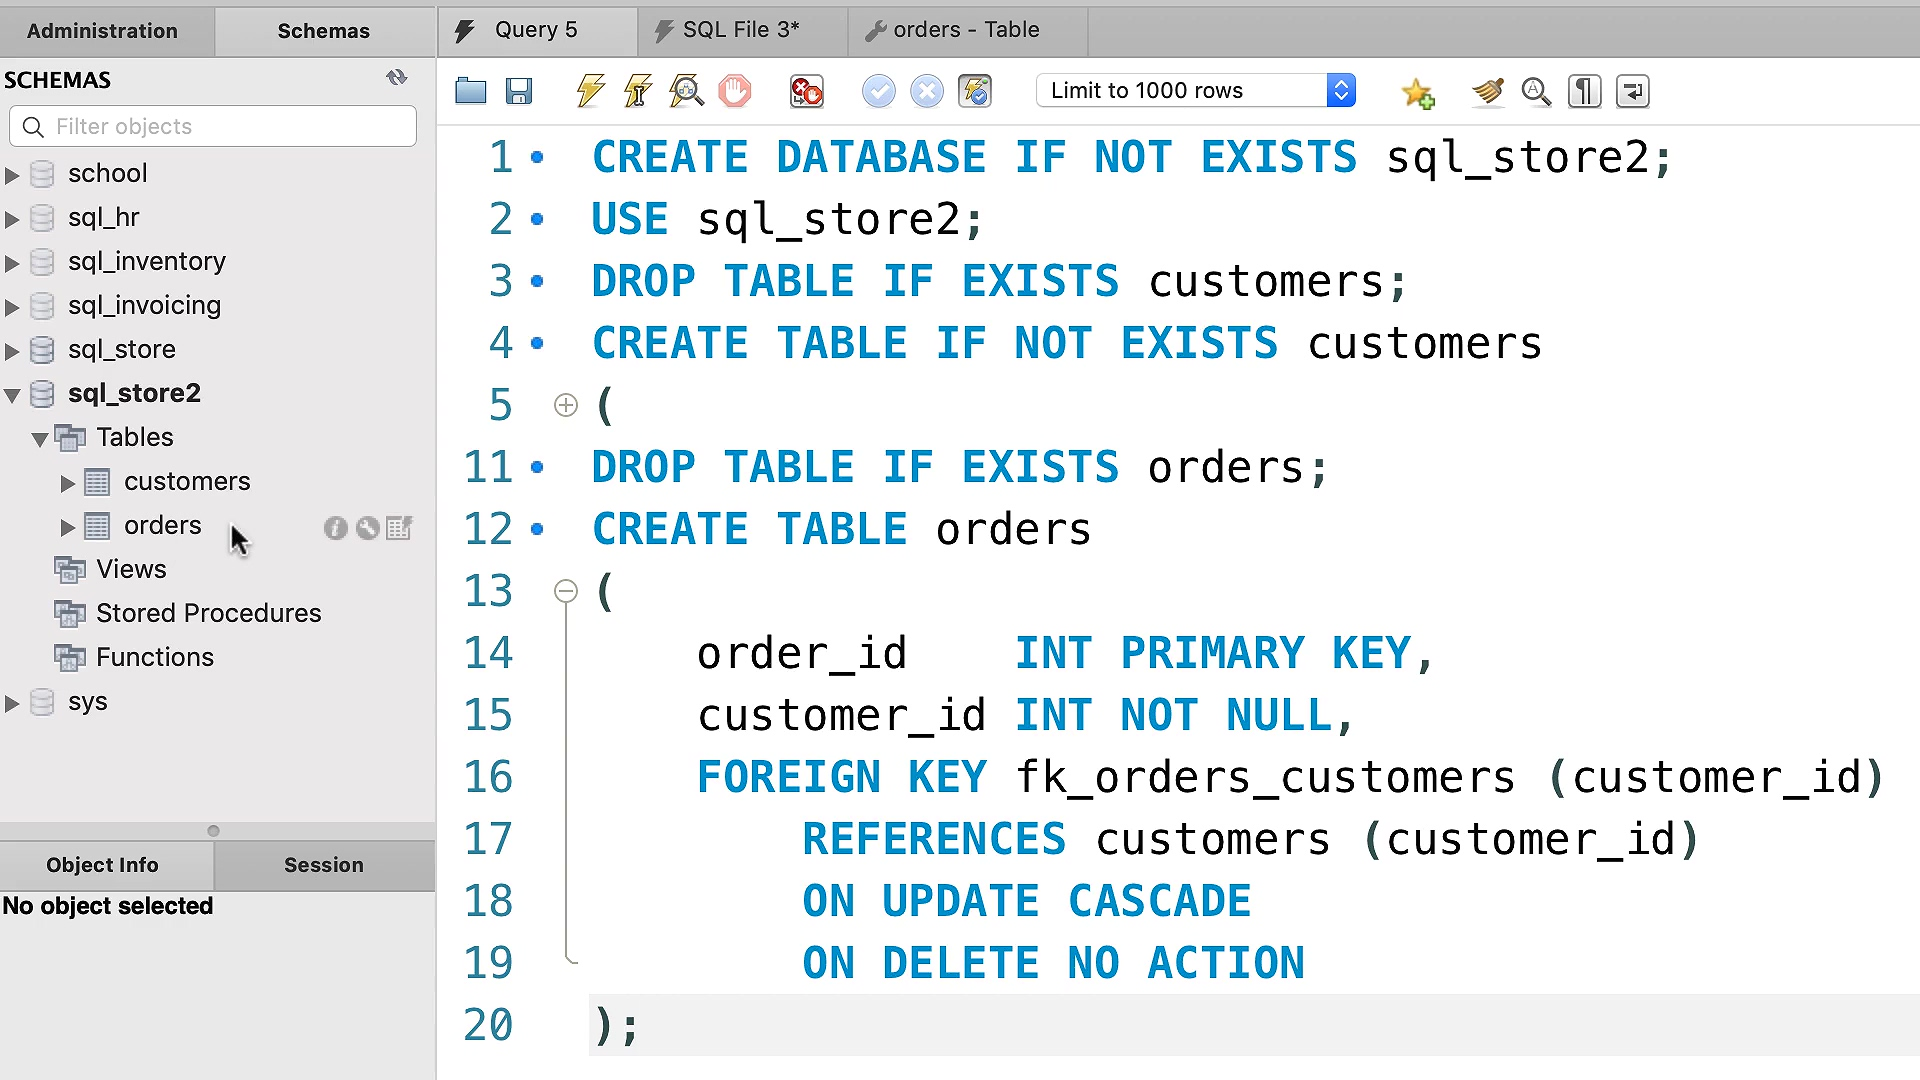 Administration Schemas Query 5 SQL File 3* orders - Table
SCHEMAS
Filter objects
Limit to 1000 rows
school
sql_hr
sql_inventory
sql_invoicing
sql_store
sql_store2
Tables
customers
orders
Views
Stored Procedures
Functions
sys
Object Info Session
No object selected
1 CREATE DATABASE IF NOT EXISTS sql_store2;
2 USE sql_store2;
3 DROP TABLE IF EXISTS customers;
4 CREATE TABLE IF NOT EXISTS customers
5 (
11 DROP TABLE IF EXISTS orders;
12 CREATE TABLE orders
13 (
14 order_id INT PRIMARY KEY,
15 customer_id INT NOT NULL,
16 FOREIGN KEY fk_orders_customers (customer_id)
17 REFERENCES customers (customer_id)
18 ON UPDATE CASCADE
19 ON DELETE NO ACTION
20 );